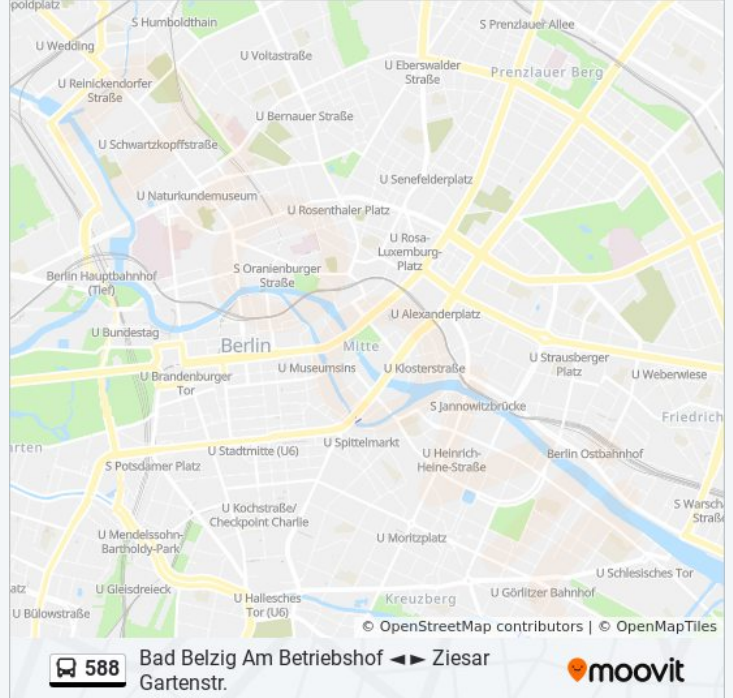 poldplatz
S Humboldthain
S Prenzlauer Allee
U Wedding
U Voltastraße
U Eberswalder
Straße
Prenzlauer Berg
U Reinickendorfer
Straße
U Bernauer Straße
U Schwartzkopffstraße
U Senefelderplatz
U Naturkundemuseum
U Rosenthaler Platz
U Rosa-
Luxemburg-
Platz
S Oranienburger
Straße
Berlin Hauptbahnhof
(Tief)
U Alexanderplatz
U Bundestag
Berlin
Mitte
U Strausberger
Platz
U Museumsins
U Klosterstraße
U Weberwiese
U Brandenburger
Tor
S Jannowitzbrücke
Friedrich
arten
U Stadtmitte (U6)
U Spittelmarkt
U Heinrich-
Heine-Straße
Berlin Ostbahnhof
S Potsdamer Platz
S Warsch
Straße
U Kochstraße/
Checkpoint Charlie
U Mendelssohn-
Bartholdy-Park
U Moritzplatz
U Schlesisches Tor
atz
U Gleisdreieck
U Hallesches
Tor (U6)
Kreuzberg
U Görlitzer Bahnhof
U Bülowstraße
© OpenStreetMap contributors | © OpenMapTiles
588
Bad Belzig Am Betriebshof ◄ ► Ziesar
Gartenstr.
moovit